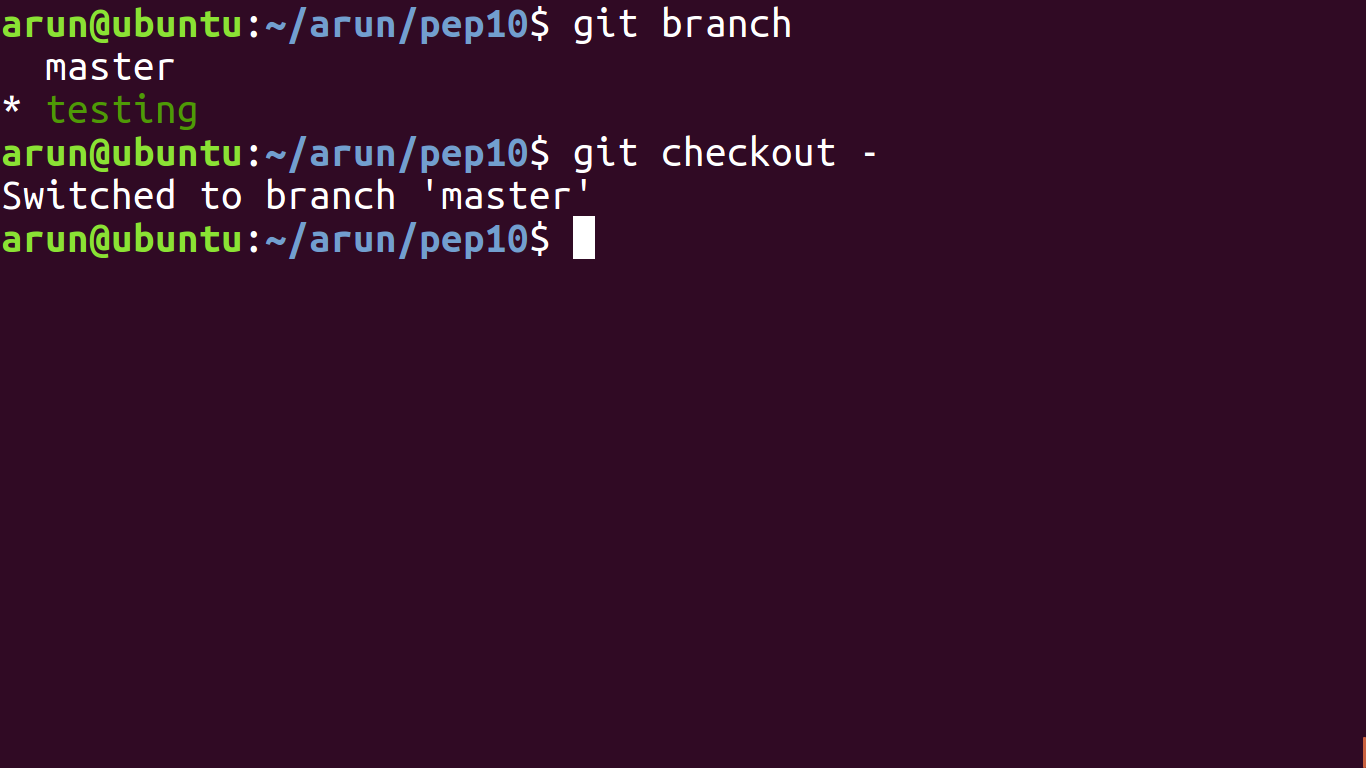 arun@ubuntu:~/arun/pep10$ git branch
  master
* testing
arun@ubuntu:~/arun/pep10$ git checkout -
Switched to branch 'master'
arun@ubuntu:~/arun/pep10$